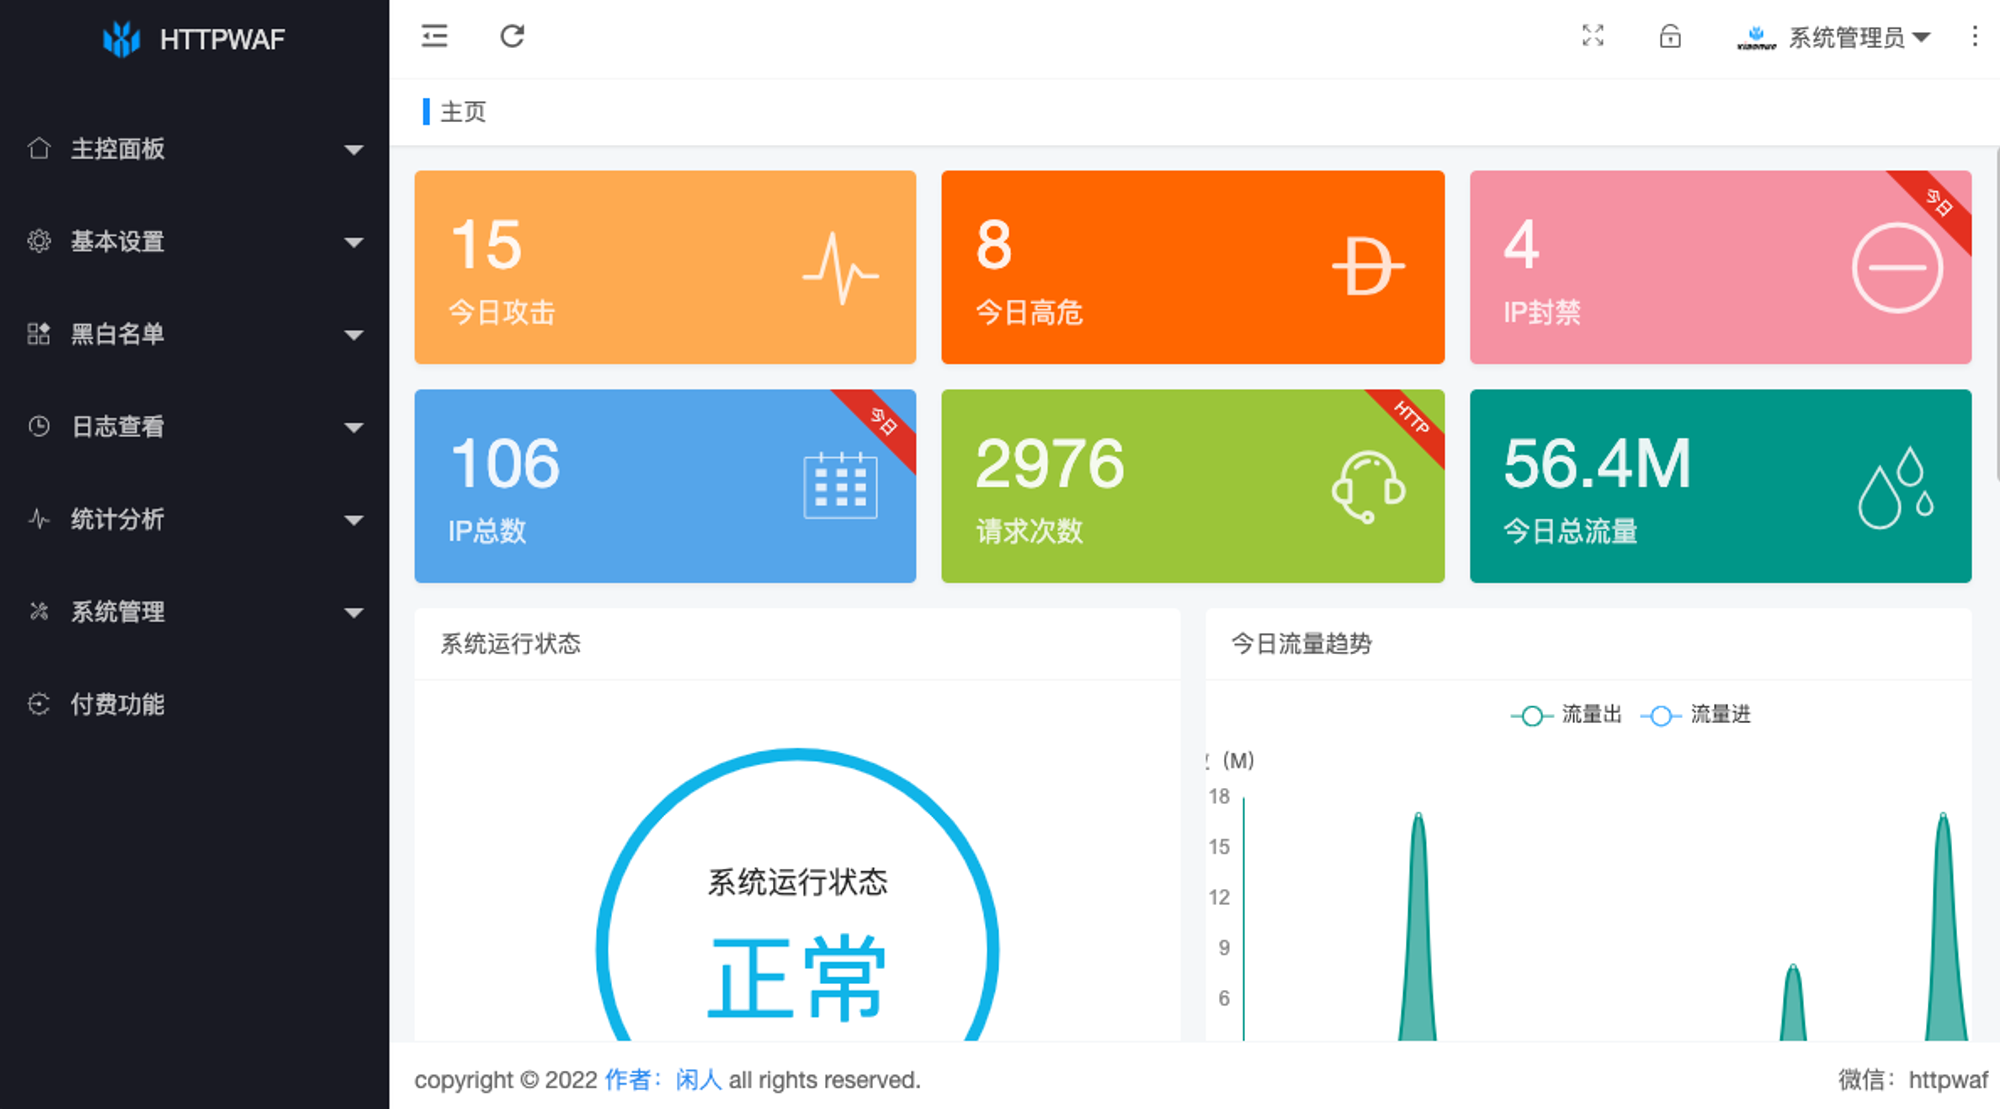 HTTPWAF
系统管理员
主页
主控面板
基本设置
黑白名单
日志查看
统计分析
系统管理
付费功能
15
今日攻击
8
今日高危
今日
4
IP封禁
今日
106
IP总数
HTTP
2976
请求次数
56.4M
今日总流量
系统运行状态
系统运行状态
正常
今日流量趋势
流量出 流量进
(M)
18
15
12
9
6
copyright © 2022 作者：闲人 all rights reserved.
微信：httpwaf